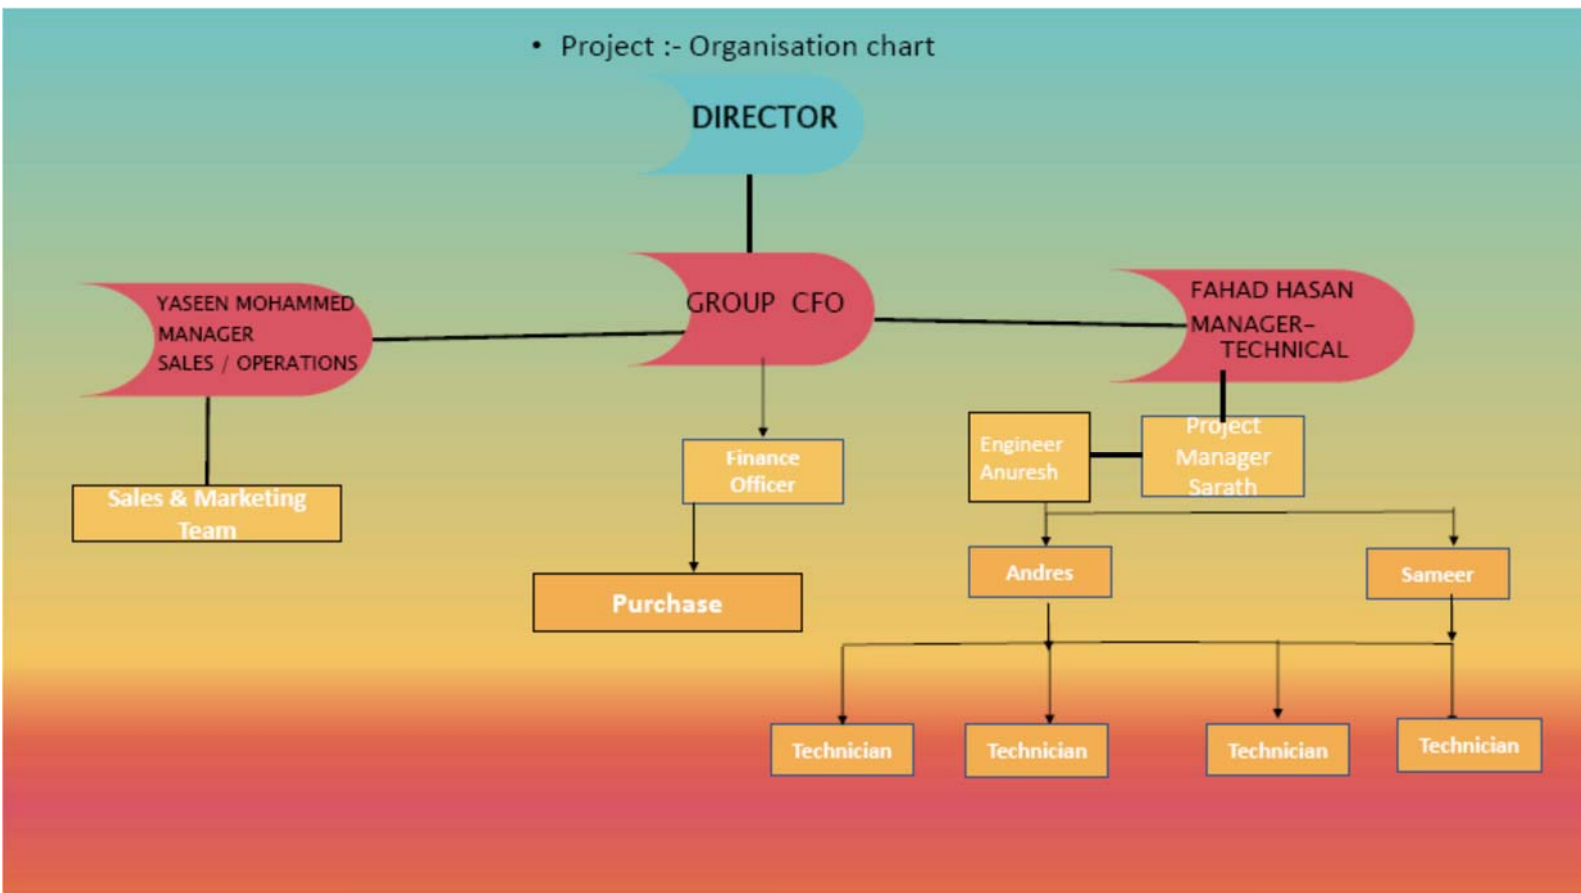 • Project :- Organisation chart
DIRECTOR
YASEEN MOHAMMED
MANAGER
SALES / OPERATIONS
GROUP CFO
FAHAD HASAN
MANAGER-
TECHNICAL
Sales & Marketing
Team
Finance
Officer
Purchase
Engineer
Anuresh
Project
Manager
Sarath
Andres
Sameer
Technician
Technician
Technician
Technician